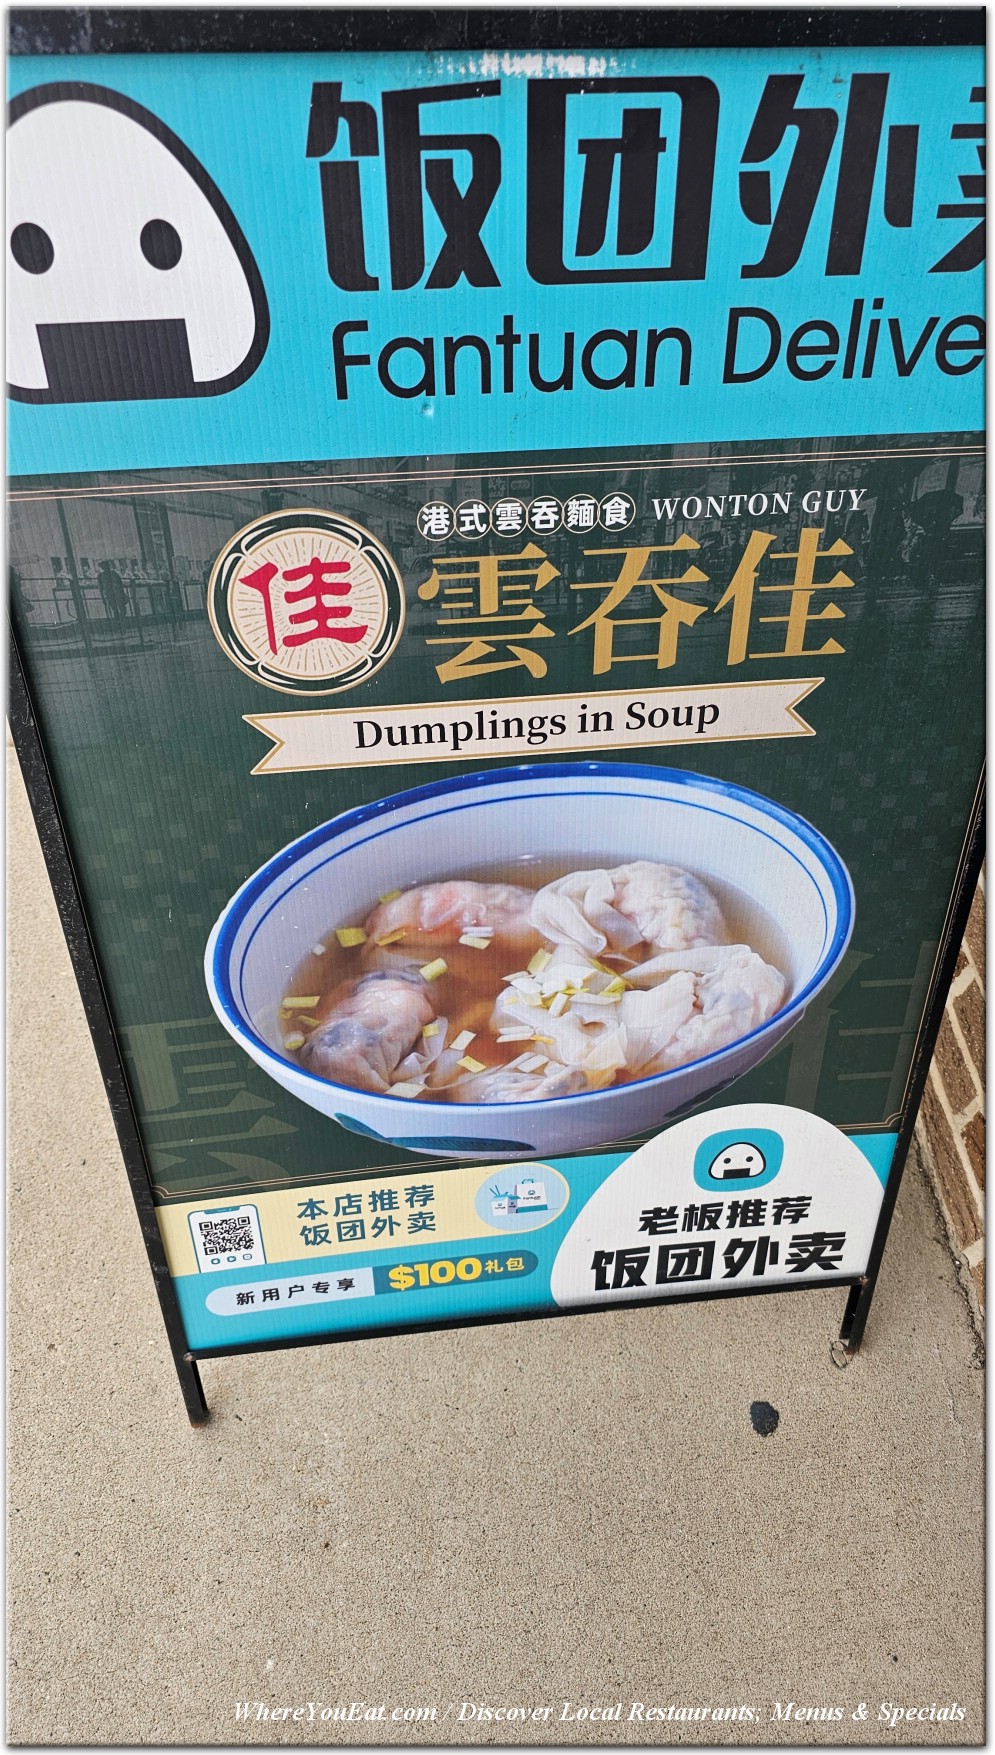 饭团外卖
Fantuan Delive
港式雲吞麵食 WONTON GUY
佳
雲吞佳
Dumplings in Soup
本店推荐
饭团外卖
新用户专享 $100礼包
老板推荐
饭团外卖
WhereYouEat.com / Discover Local Restaurants, Menus & Specials